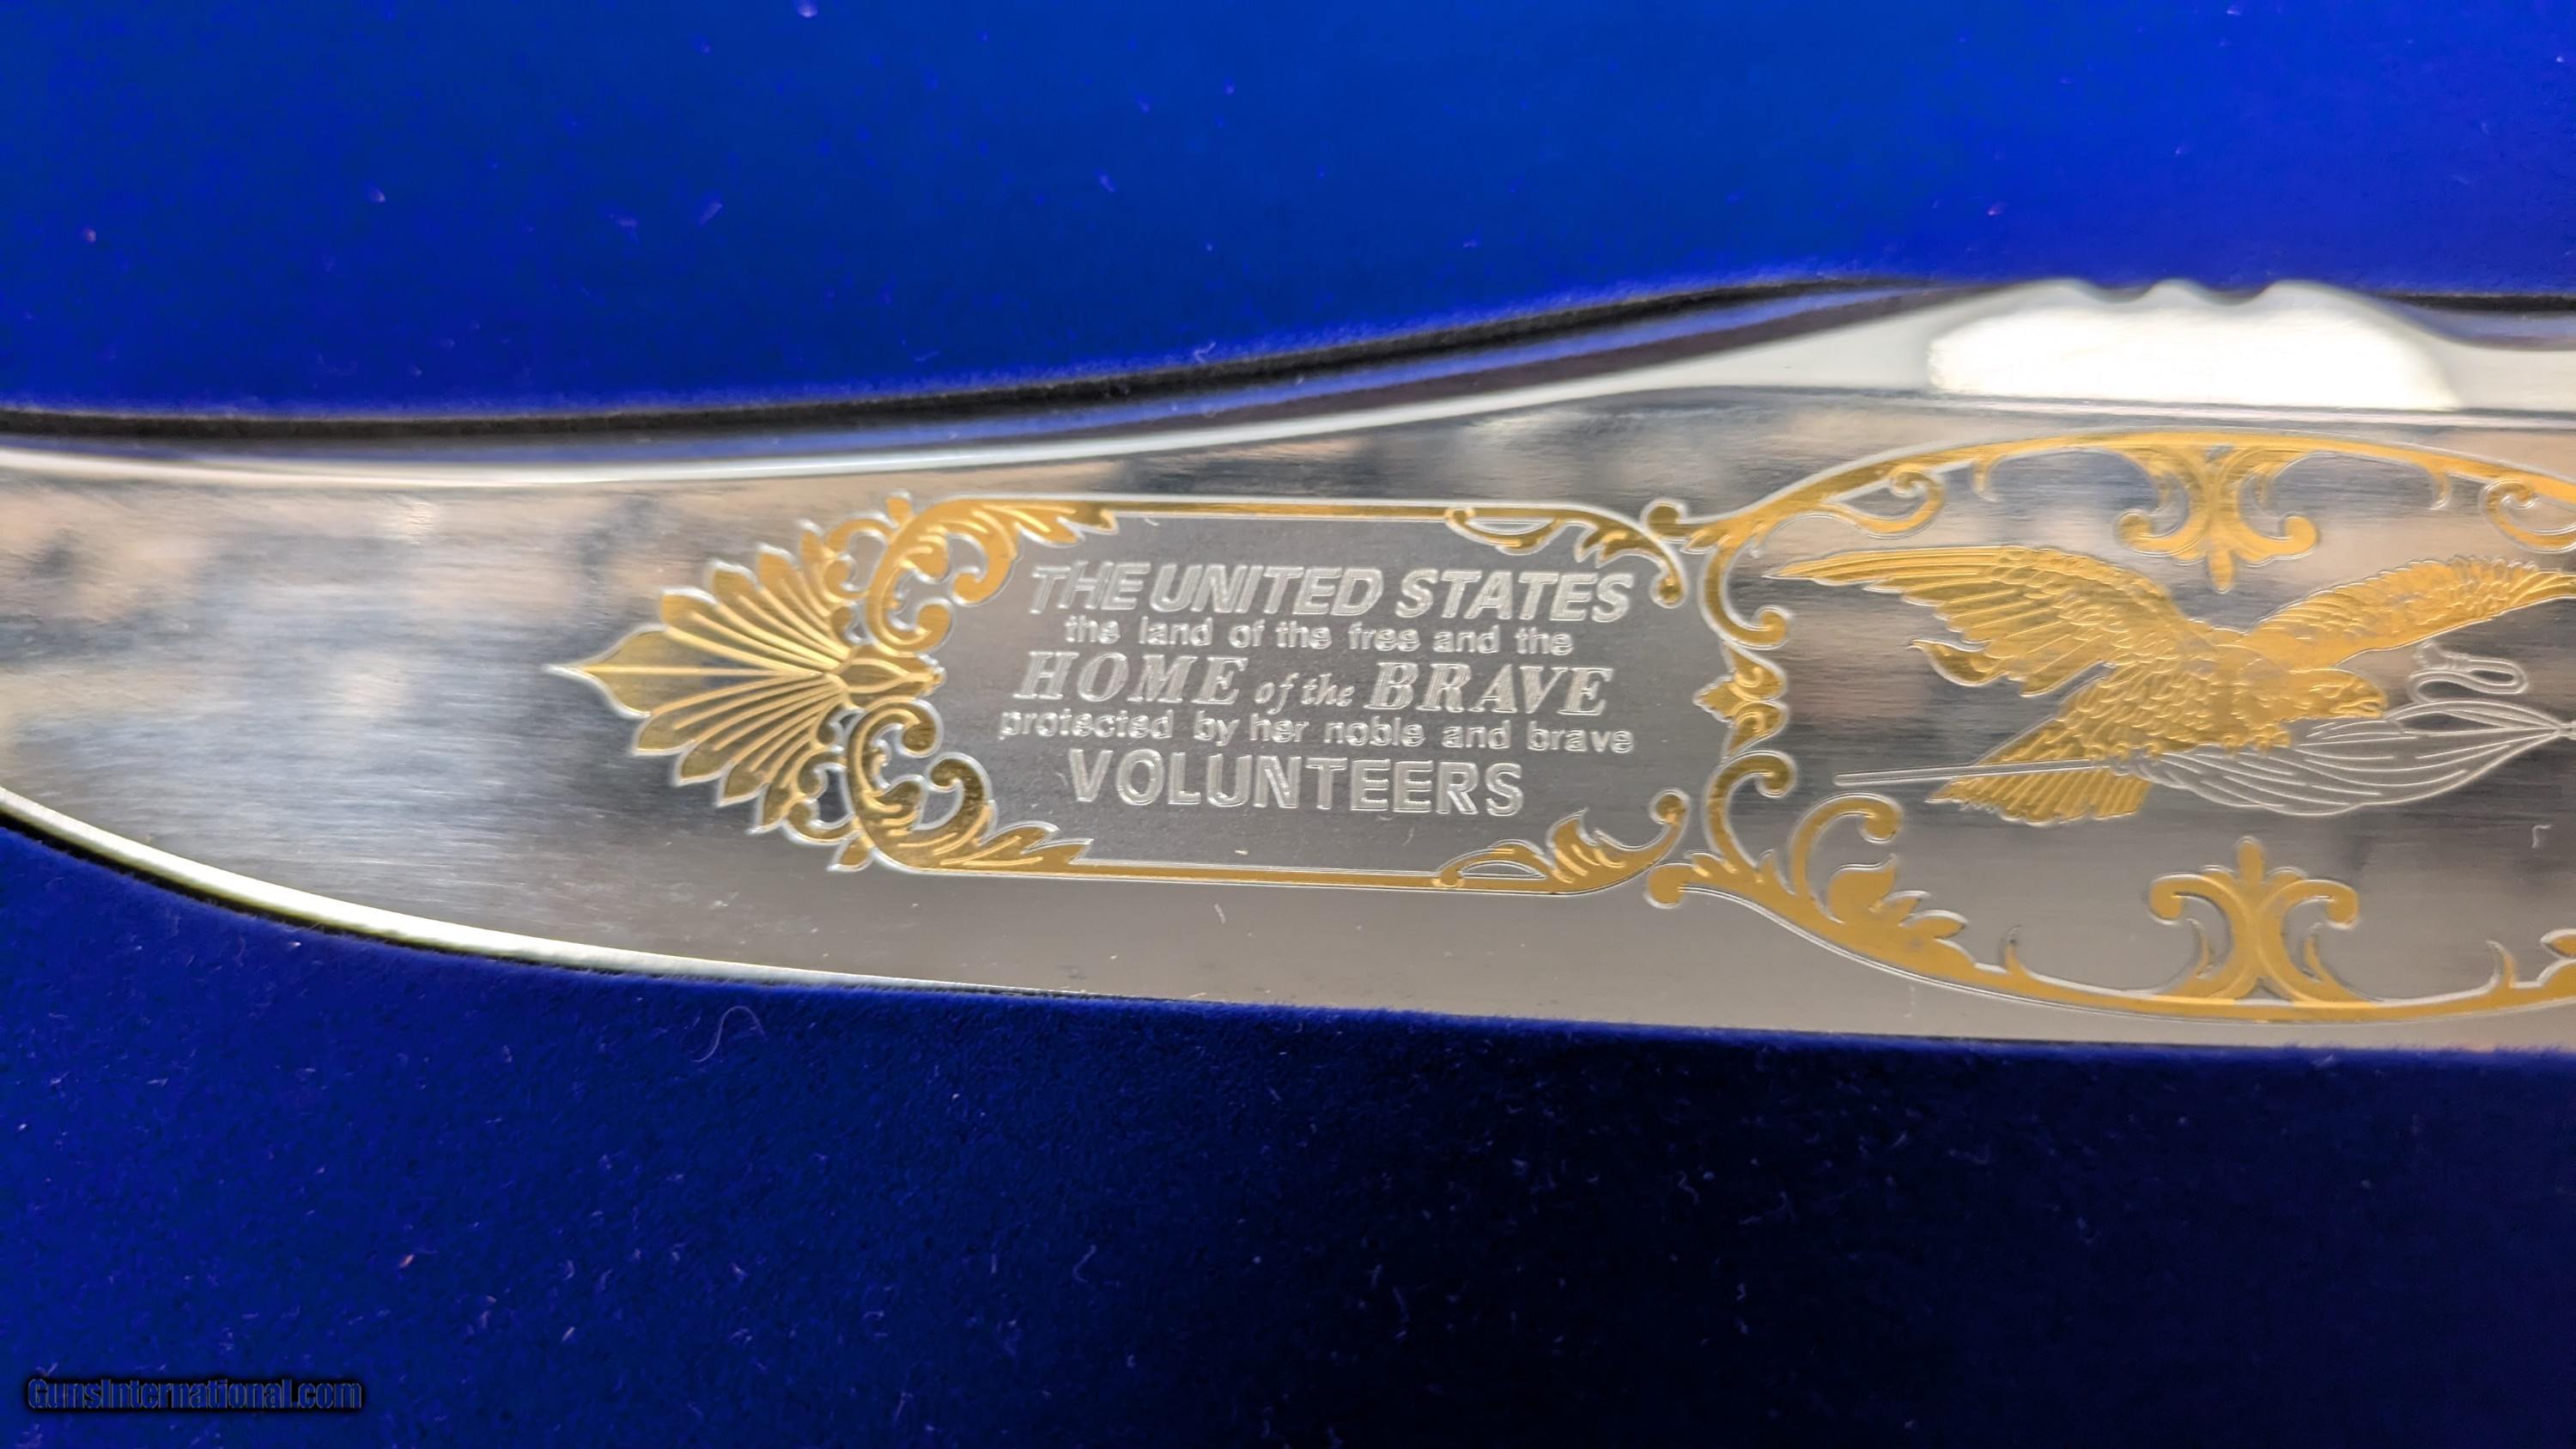 THE UNITED STATES
the land of the free and the
HOME of the BRAVE
protected by her noble and brave
VOLUNTEERS
GunsInternational.com